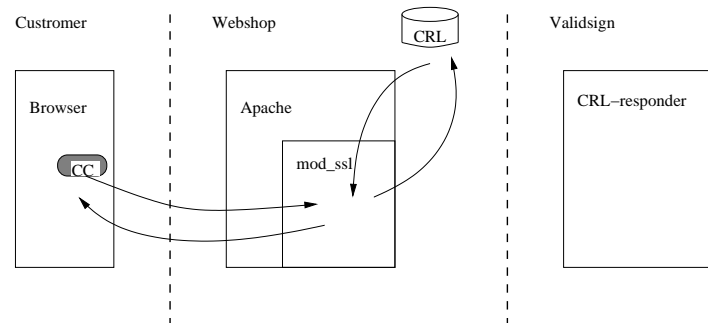 Custromer
Webshop
CRL
Validsign
Browser
Apache
CRL–responder
CC
mod_ssl